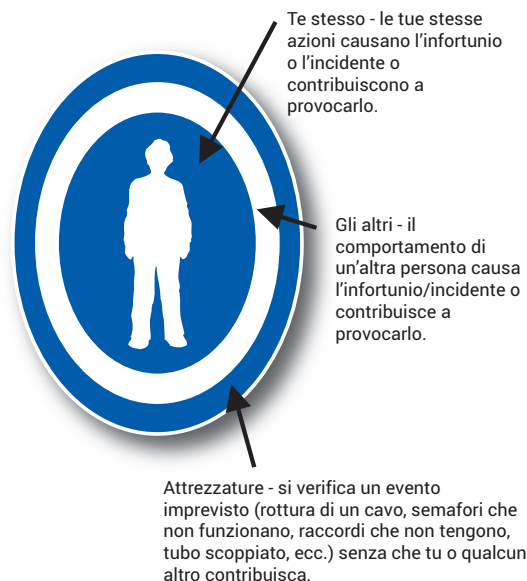 Te stesso - le tue stesse
azioni causano l'infortunio
o l'incidente o
contribuiscono a
provocarlo.
Gli altri - il
comportamento di
un'altra persona causa
l'infortunio/incidente o
contribuisce a
provocarlo.
Attrezzature - si verifica un evento
imprevisto (rottura di un cavo, semafori che
non funzionano, raccordi che non tengono,
tubo scoppiato, ecc.) senza che tu o qualcun
altro contribuisca.